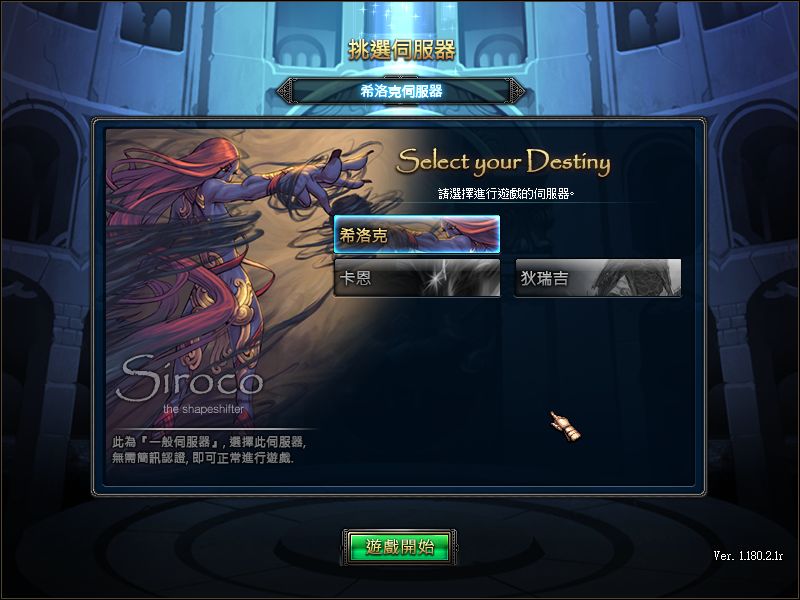 挑選伺服器
希洛克伺服器
Select your Destiny
請選擇進行遊戲的伺服器。
希洛克
卡恩
狄瑞吉
Siroco
the shapeshifter
此為『一般伺服器』, 選擇此伺服器,
無需簡訊認證, 即可正常進行遊戲.
遊戲開始
Ver. 1.180.2.1r